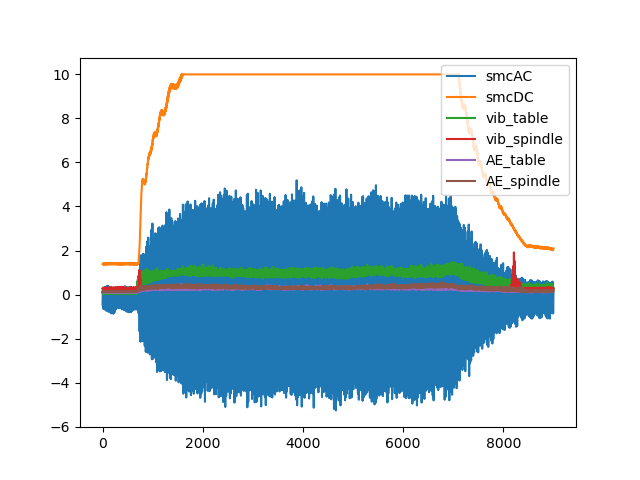 10
8
6
4
2
0
−2
−4
−6
0
2000
4000
6000
8000
smcAC
smcDC
vib_table
vib_spindle
AE_table
AE_spindle